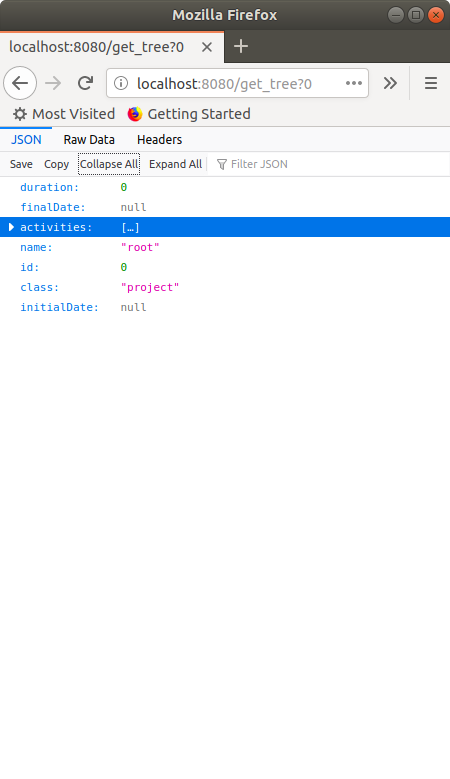 Mozilla Firefox
localhost:8080/get_tree?0
localhost:8080/get_tree?0
Most Visited Getting Started
JSON Raw Data Headers
Save Copy Collapse All Expand All Filter JSON
duration: 0
finalDate: null
activities: […]
name: "root"
id: 0
class: "project"
initialDate: null